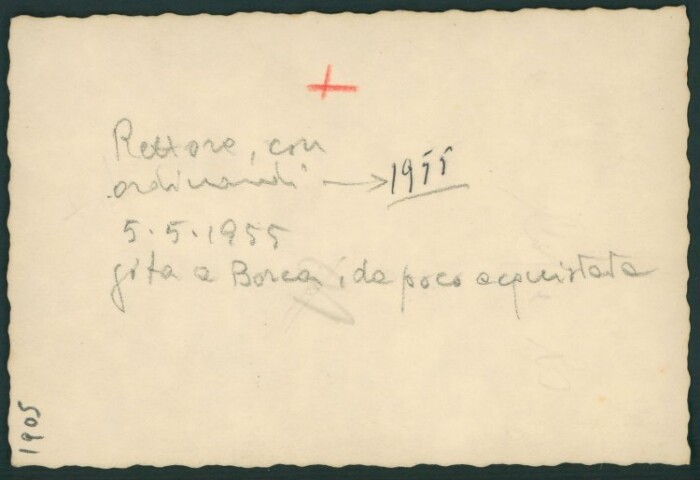 Rettore, con
ordinandi → 1955
5.5.1955
gita a Borca, da poco acquistata
1905